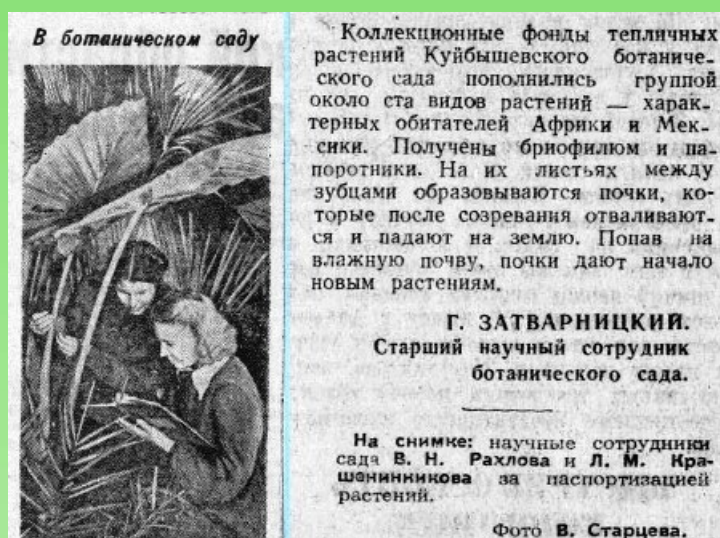 В ботаническом саду
Коллекционные фонды тепличных
растений Куйбышевского ботаниче-
ского сада пополнились группой
около ста видов растений — харак-
терных обитателей Африки и Мек-
сики. Получены бриофилюм и па-
поротники. На их листьях между
зубцами образовываются почки, ко-
торые после созревания отваливают-
ся и падают на землю. Попав на
влажную почву, почки дают начало
новым растениям.
Г. ЗАТВАРНИЦКИЙ.
Старший научный сотрудник
ботанического сада.
На снимке: научные сотрудники
сада В. Н. Рахлова и Л. М. Кра-
шенинникова за паспортизацией
растений.
Фото В. Старцева.